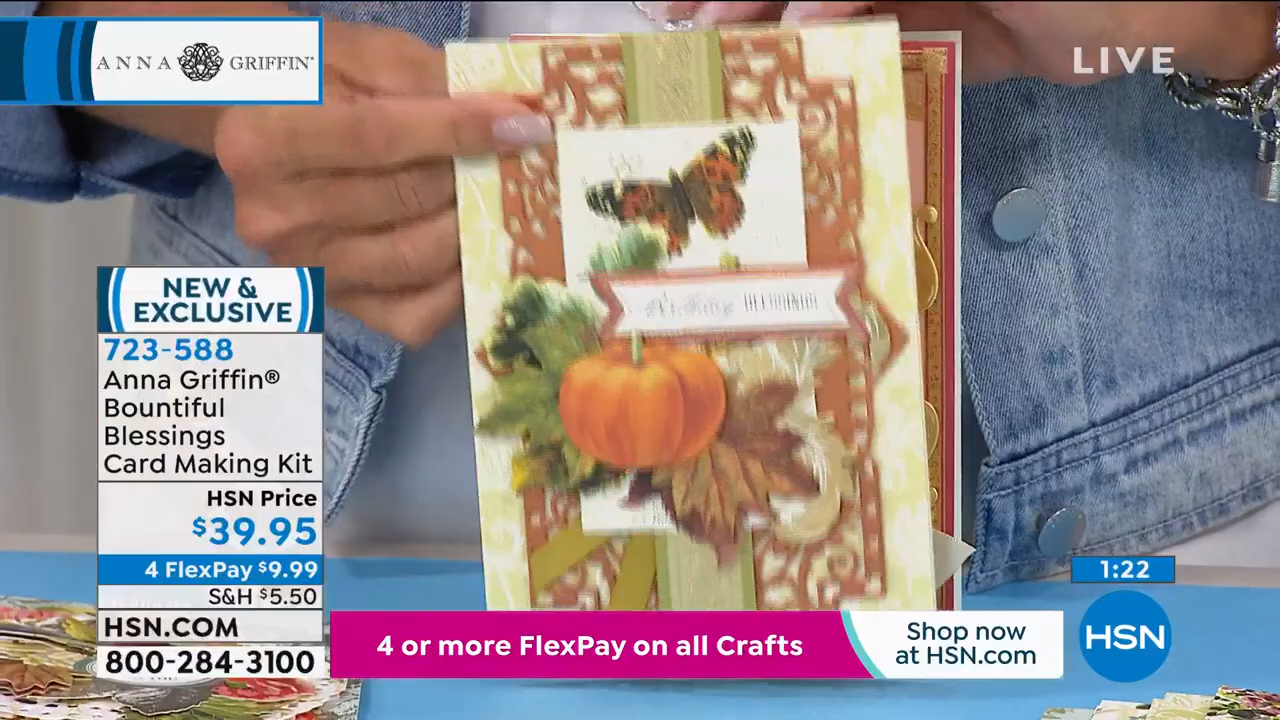 ANNA GRIFFIN®
LIVE
NEW &
EXCLUSIVE
723-588
Anna Griffin®
Bountiful
Blessings
Card Making Kit
HSN Price
$39.95
4 FlexPay $9.99
S&H $5.50
HSN.COM
800-284-3100
4 or more FlexPay on all Crafts
Shop now
at HSN.com
1:22
HSN